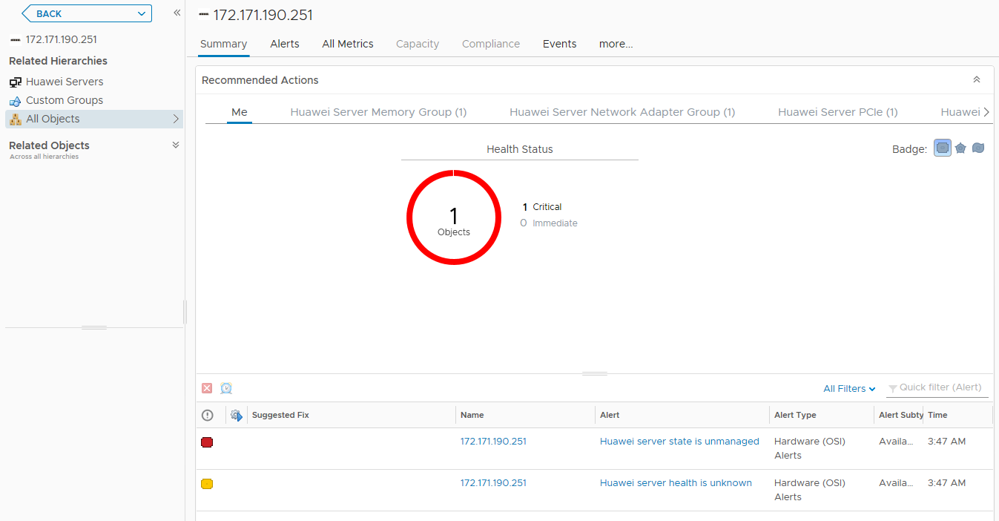 BACK
172.171.190.251
Related Hierarchies
Huawei Servers
Custom Groups
All Objects
Related Objects
Across all hierarchies
172.171.190.251
Summary Alerts All Metrics Capacity Compliance Events more...
Recommended Actions
Me Huawei Server Memory Group (1) Huawei Server Network Adapter Group (1) Huawei Server PCIe (1) Huawei
Health Status
Badge:
1
Objects
1 Critical
0 Immediate
All Filters Quick filter (Alert)
Suggested Fix Name Alert Alert Type Alert Subty Time
172.171.190.251 Huawei server state is unmanaged Hardware (OSI) Availa... 3:47 AM
Alerts
172.171.190.251 Huawei server health is unknown Hardware (OSI) Availa... 3:47 AM
Alerts